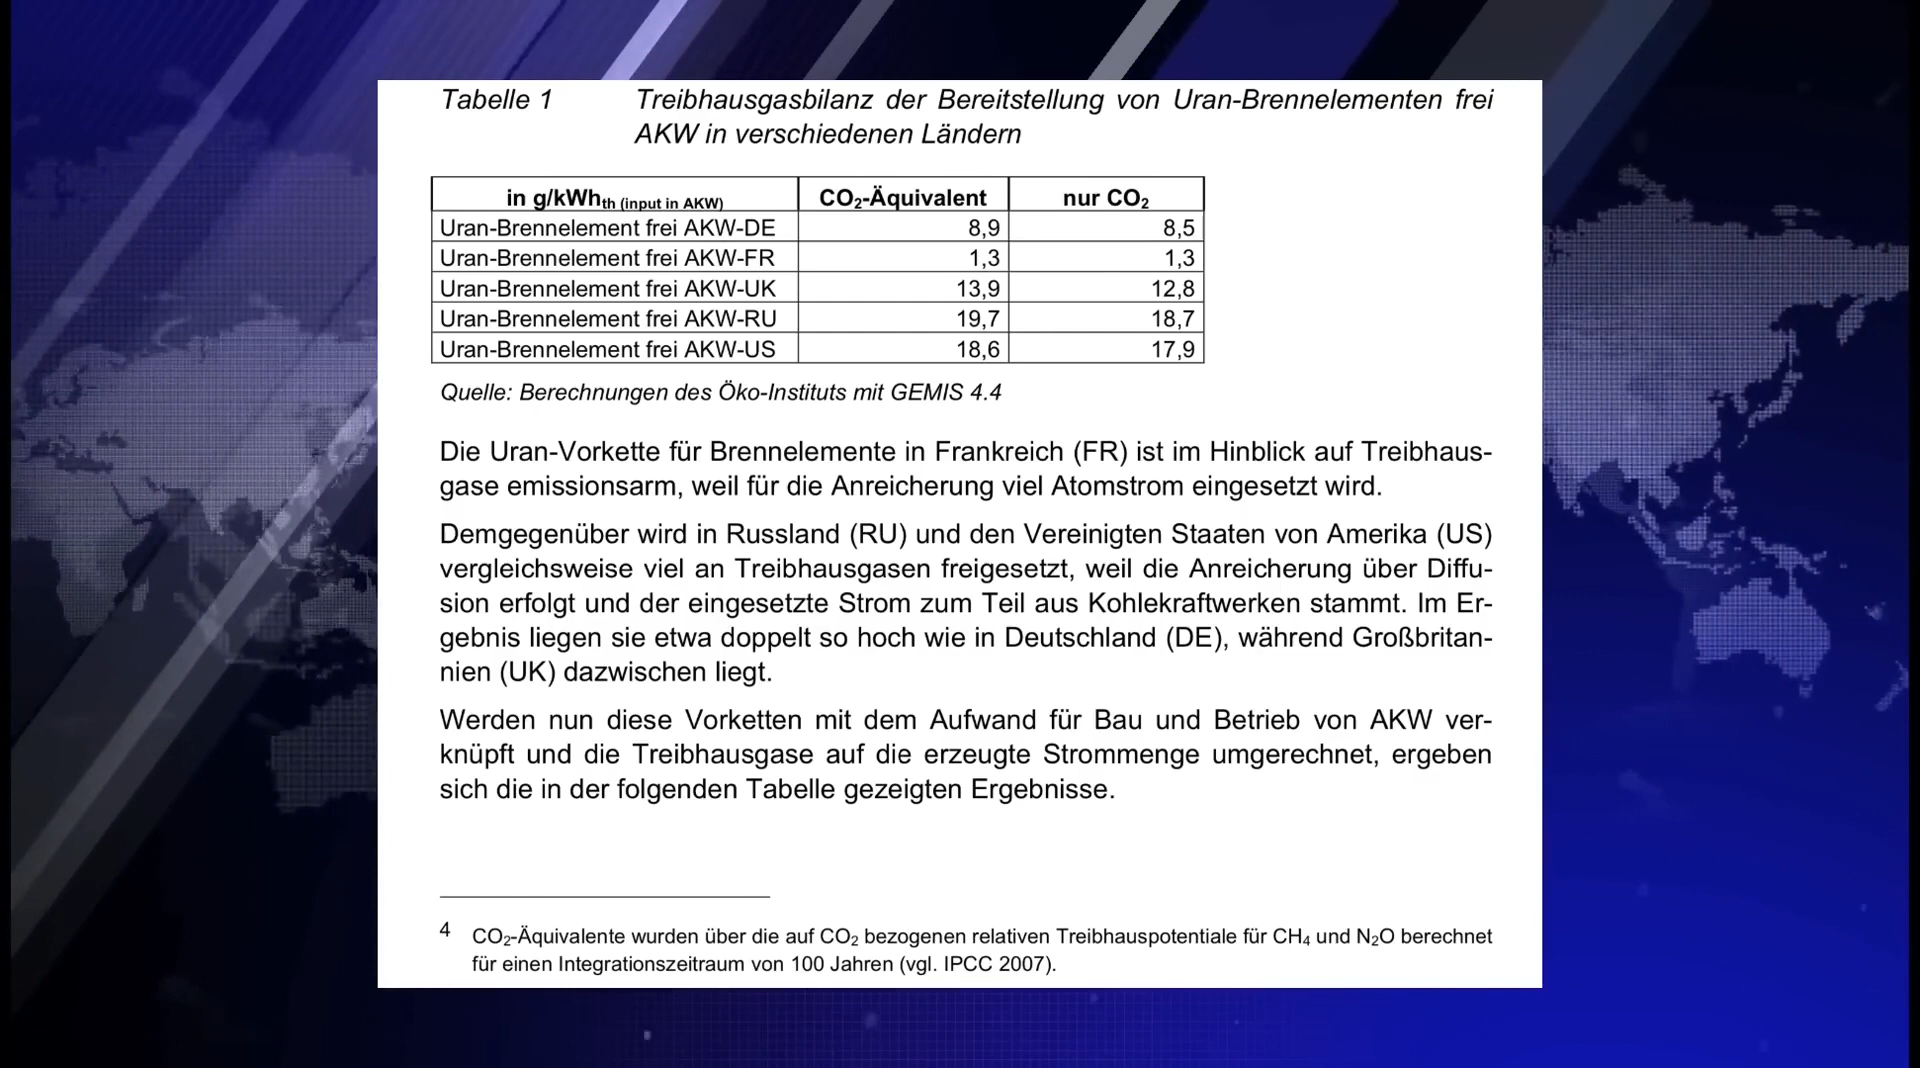 Tabelle 1 Treibhausgasbilanz der Bereitstellung von Uran-Brennelementen frei
AKW in verschiedenen Ländern
in g/kWhth (input in AKW) CO2-Äquivalent nur CO2
Uran-Brennelement frei AKW-DE 8,9 8,5
Uran-Brennelement frei AKW-FR 1,3 1,3
Uran-Brennelement frei AKW-UK 13,9 12,8
Uran-Brennelement frei AKW-RU 19,7 18,7
Uran-Brennelement frei AKW-US 18,6 17,9
Quelle: Berechnungen des Öko-Instituts mit GEMIS 4.4
Die Uran-Vorkette für Brennelemente in Frankreich (FR) ist im Hinblick auf Treibhaus-
gase emissionsarm, weil für die Anreicherung viel Atomstrom eingesetzt wird.
Demgegenüber wird in Russland (RU) und den Vereinigten Staaten von Amerika (US)
vergleichsweise viel an Treibhausgasen freigesetzt, weil die Anreicherung über Diffu-
sion erfolgt und der eingesetzte Strom zum Teil aus Kohlekraftwerken stammt. Im Er-
gebnis liegen sie etwa doppelt so hoch wie in Deutschland (DE), während Großbritan-
nien (UK) dazwischen liegt.
Werden nun diese Vorketten mit dem Aufwand für Bau und Betrieb von AKW ver-
knüpft und die Treibhausgase auf die erzeugte Strommenge umgerechnet, ergeben
sich die in der folgenden Tabelle gezeigten Ergebnisse.
4 CO2-Äquivalente wurden über die auf CO2 bezogenen relativen Treibhauspotentiale für CH4 und N2O berechnet
für einen Integrationszeitraum von 100 Jahren (vgl. IPCC 2007).